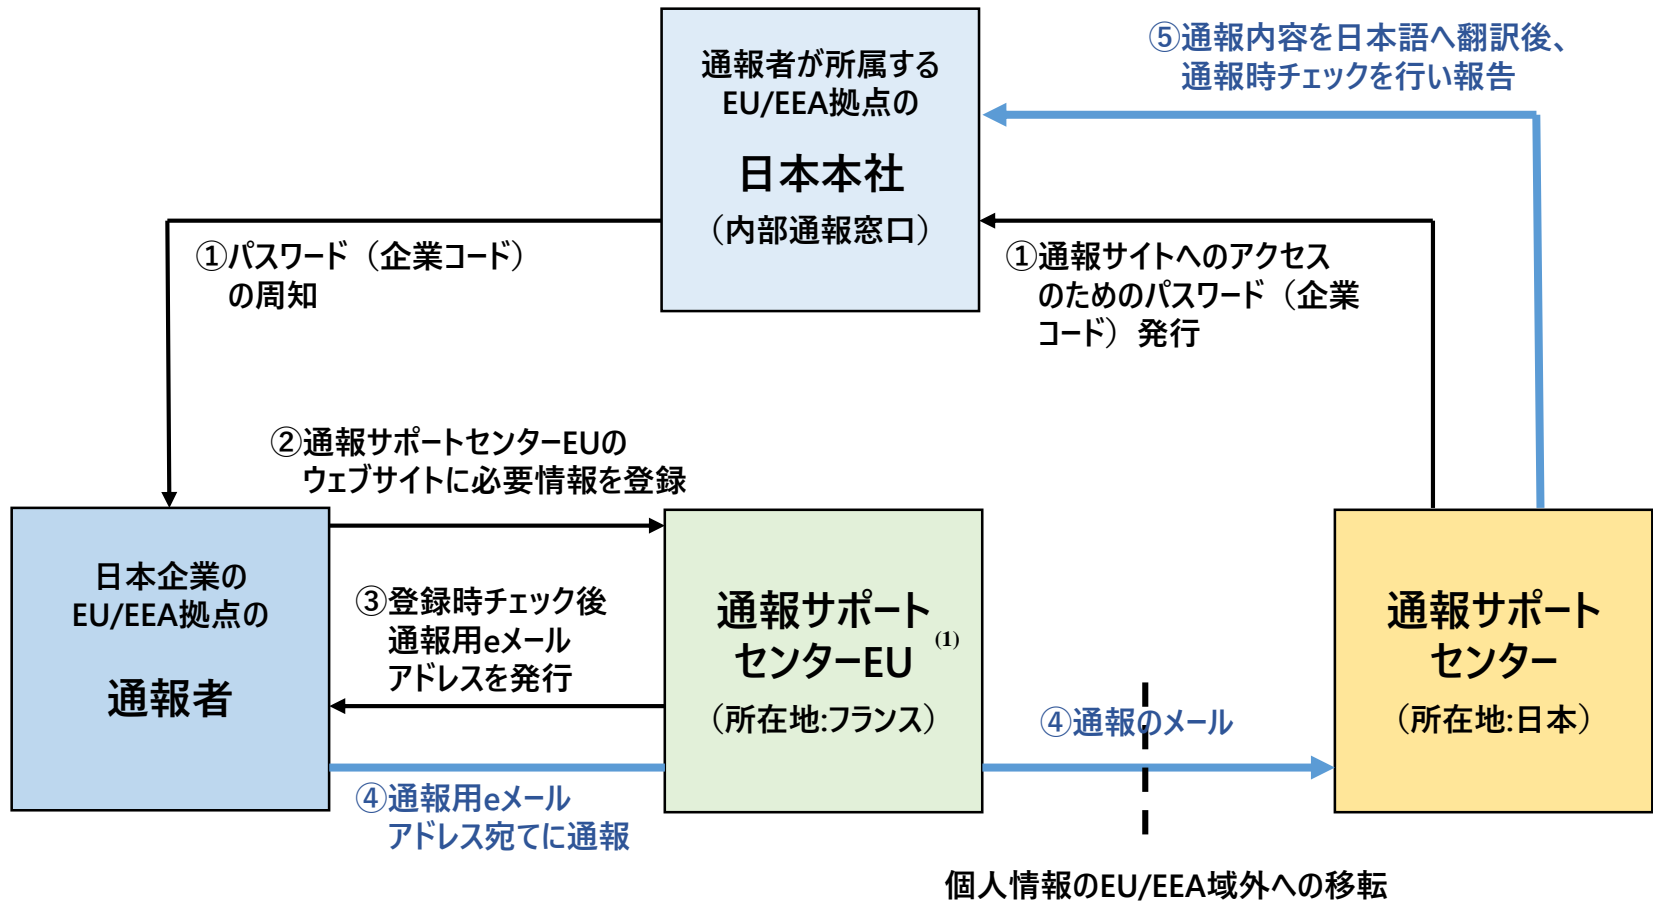 通報者が所属する
EU/EEA拠点の
日本本社
（内部通報窓口）
⑤通報内容を日本語へ翻訳後、
通報時チェックを行い報告
①パスワード（企業コード）
の周知
①通報サイトへのアクセス
のためのパスワード（企業
コード）発行
②通報サポートセンターEUの
ウェブサイトに必要情報を登録
日本企業の
EU/EEA拠点の
通報者
③登録時チェック後
通報用eメール
アドレスを発行
通報サポート
センターEU (1)
（所在地:フランス）
通報サポート
センター
（所在地:日本）
④通報のメール
④通報用eメール
アドレス宛てに通報
個人情報のEU/EEA域外への移転